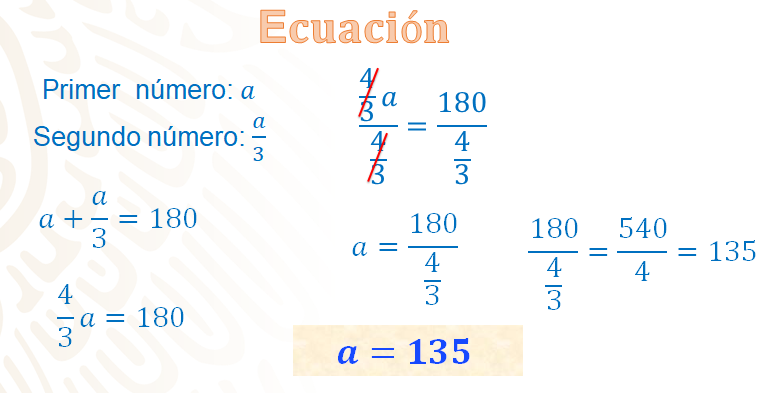 Ecuación
Primer número: a
Segundo número: a/3
a + a/3 = 180
4/3 a = 180
(4/3 a)/(4/3) = 180/(4/3)
a = 180/(4/3)
180/(4/3) = 540/4 = 135
a = 135